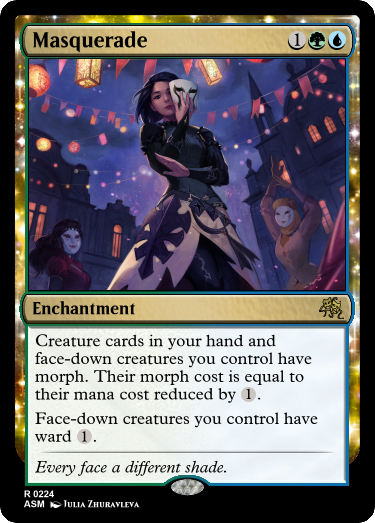 Masquerade 1
Enchantment
Creature cards in your hand and
face-down creatures you control have
morph. Their morph cost is equal to
their mana cost reduced by 1.
Face-down creatures you control have
ward 1.
Every face a different shade.
R 0224
ASM Julia Zhuravleva